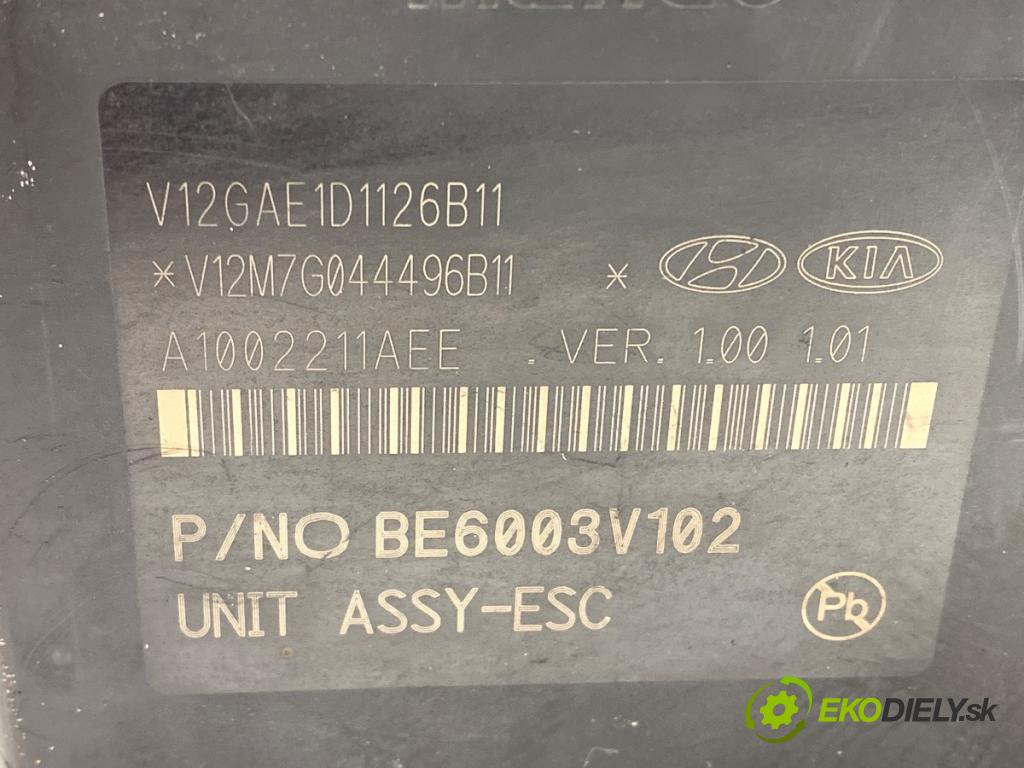 V12GAE1D1126B11
*V12M7G044496B11 *
KIA
A1002211AEE . VER. 1.00 1.01
P/NO BE6003V102
UNIT ASSY-ESC
Pb
EKODIELY.sk